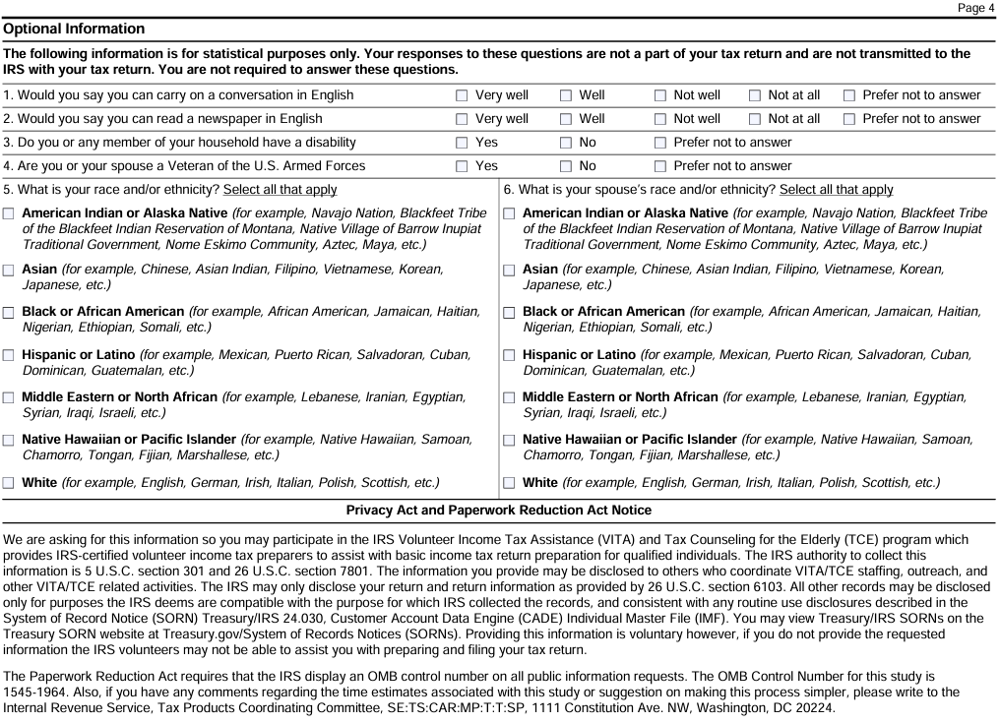 Page 4
Optional Information
The following information is for statistical purposes only. Your responses to these questions are not a part of your tax return and are not transmitted to the
IRS with your tax return. You are not required to answer these questions.
1. Would you say you can carry on a conversation in English Very well Well Not well Not at all Prefer not to answer
2. Would you say you can read a newspaper in English Very well Well Not well Not at all Prefer not to answer
3. Do you or any member of your household have a disability Yes No Prefer not to answer
4. Are you or your spouse a Veteran of the U.S. Armed Forces Yes No Prefer not to answer
5. What is your race and/or ethnicity? Select all that apply
American Indian or Alaska Native (for example, Navajo Nation, Blackfeet Tribe
of the Blackfeet Indian Reservation of Montana, Native Village of Barrow Inupiat
Traditional Government, Nome Eskimo Community, Aztec, Maya, etc.)
Asian (for example, Chinese, Asian Indian, Filipino, Vietnamese, Korean,
Japanese, etc.)
Black or African American (for example, African American, Jamaican, Haitian,
Nigerian, Ethiopian, Somali, etc.)
Hispanic or Latino (for example, Mexican, Puerto Rican, Salvadoran, Cuban,
Dominican, Guatemalan, etc.)
Middle Eastern or North African (for example, Lebanese, Iranian, Egyptian,
Syrian, Iraqi, Israeli, etc.)
Native Hawaiian or Pacific Islander (for example, Native Hawaiian, Samoan,
Chamorro, Tongan, Fijian, Marshallese, etc.)
White (for example, English, German, Irish, Italian, Polish, Scottish, etc.)
6. What is your spouse's race and/or ethnicity? Select all that apply
American Indian or Alaska Native (for example, Navajo Nation, Blackfeet Tribe
of the Blackfeet Indian Reservation of Montana, Native Village of Barrow Inupiat
Traditional Government, Nome Eskimo Community, Aztec, Maya, etc.)
Asian (for example, Chinese, Asian Indian, Filipino, Vietnamese, Korean,
Japanese, etc.)
Black or African American (for example, African American, Jamaican, Haitian,
Nigerian, Ethiopian, Somali, etc.)
Hispanic or Latino (for example, Mexican, Puerto Rican, Salvadoran, Cuban,
Dominican, Guatemalan, etc.)
Middle Eastern or North African (for example, Lebanese, Iranian, Egyptian,
Syrian, Iraqi, Israeli, etc.)
Native Hawaiian or Pacific Islander (for example, Native Hawaiian, Samoan,
Chamorro, Tongan, Fijian, Marshallese, etc.)
White (for example, English, German, Irish, Italian, Polish, Scottish, etc.)
Privacy Act and Paperwork Reduction Act Notice
We are asking for this information so you may participate in the IRS Volunteer Income Tax Assistance (VITA) and Tax Counseling for the Elderly (TCE) program which
provides IRS-certified volunteer income tax preparers to assist with basic income tax return preparation for qualified individuals. The IRS authority to collect this
information is 5 U.S.C. section 301 and 26 U.S.C. section 7801. The information you provide may be disclosed to others who coordinate VITA/TCE staffing, outreach, and
other VITA/TCE related activities. The IRS may only disclose your return and return information as provided by 26 U.S.C. section 6103. All other records may be disclosed
only for purposes the IRS deems are compatible with the purpose for which IRS collected the records, and consistent with any routine use disclosures described in the
System of Record Notice (SORN) Treasury/IRS 24.030, Customer Account Data Engine (CADE) Individual Master File (IMF). You may view Treasury/IRS SORNs on the
Treasury SORN website at Treasury.gov/System of Records Notices (SORNs). Providing this information is voluntary however, if you do not provide the requested
information the IRS volunteers may not be able to assist you with preparing and filing your tax return.
The Paperwork Reduction Act requires that the IRS display an OMB control number on all public information requests. The OMB Control Number for this study is
1545-1964. Also, if you have any comments regarding the time estimates associated with this study or suggestion on making this process simpler, please write to the
Internal Revenue Service, Tax Products Coordinating Committee, SE:TS:CAR:MP:T:T:SP, 1111 Constitution Ave. NW, Washington, DC 20224.